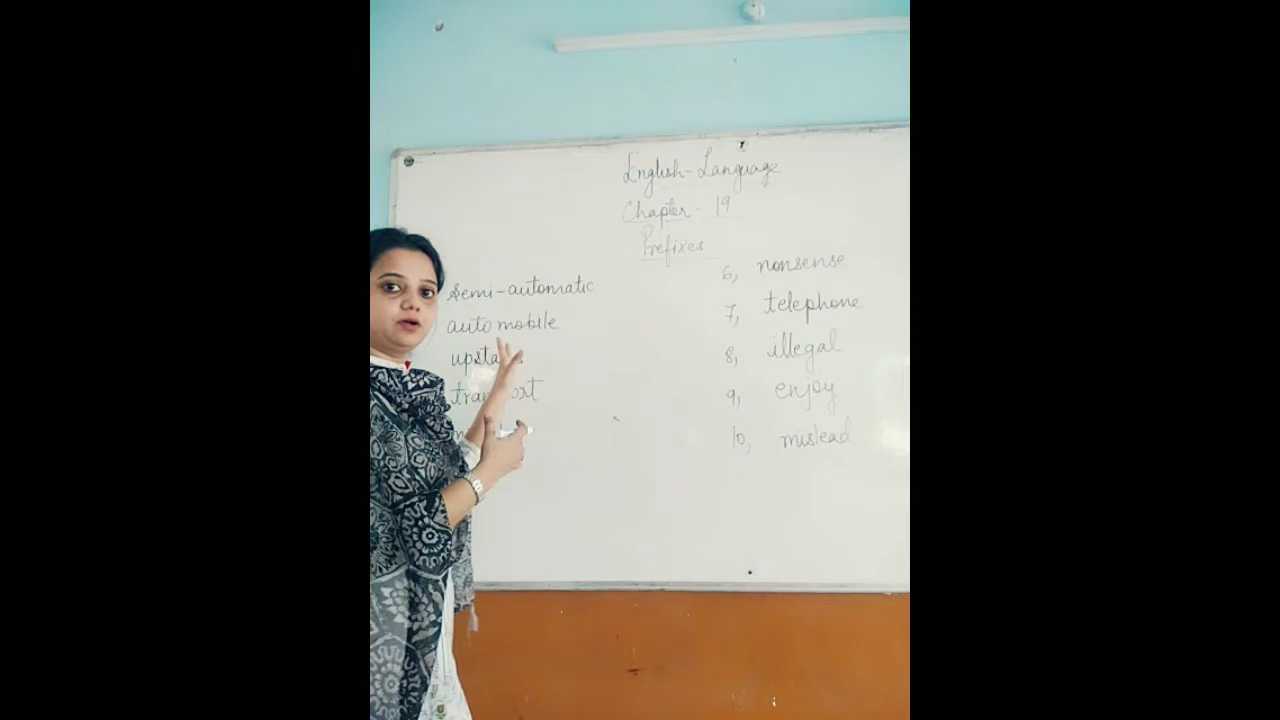 English-Language
Chapter - 19
Prefixes
semi-automatic
automobile
6, nonsense
7, telephone
8, illegal
9, enjoy
10, mislead